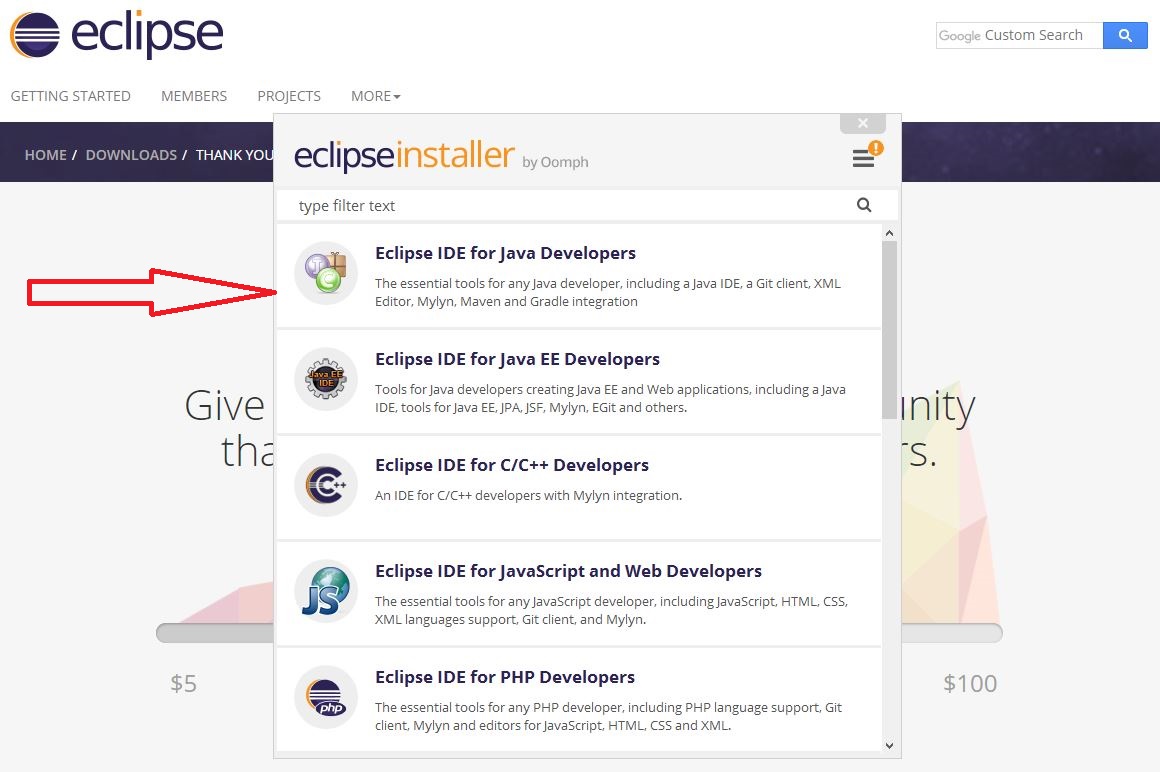 eclipse
Google Custom Search
GETTING STARTED MEMBERS PROJECTS MORE
HOME / DOWNLOADS / THANK YOU
eclipseinstaller by Oomph
!
type filter text
Eclipse IDE for Java Developers
The essential tools for any Java developer, including a Java IDE, a Git client, XML
Editor, Mylyn, Maven and Gradle integration
J
C
Eclipse IDE for Java EE Developers
Tools for Java developers creating Java EE and Web applications, including a Java
IDE, tools for Java EE, JPA, JSF, Mylyn, EGit and others.
Java EE
IDE
Give
unity
tha
rs.
Eclipse IDE for C/C++ Developers
An IDE for C/C++ developers with Mylyn integration.
C++
Eclipse IDE for JavaScript and Web Developers
The essential tools for any JavaScript developer, including JavaScript, HTML, CSS,
XML languages support, Git client, and Mylyn.
JS
Eclipse IDE for PHP Developers
The essential tools for any PHP developer, including PHP language support, Git
client, Mylyn and editors for JavaScript, HTML, CSS and XML.
php
$5
$100